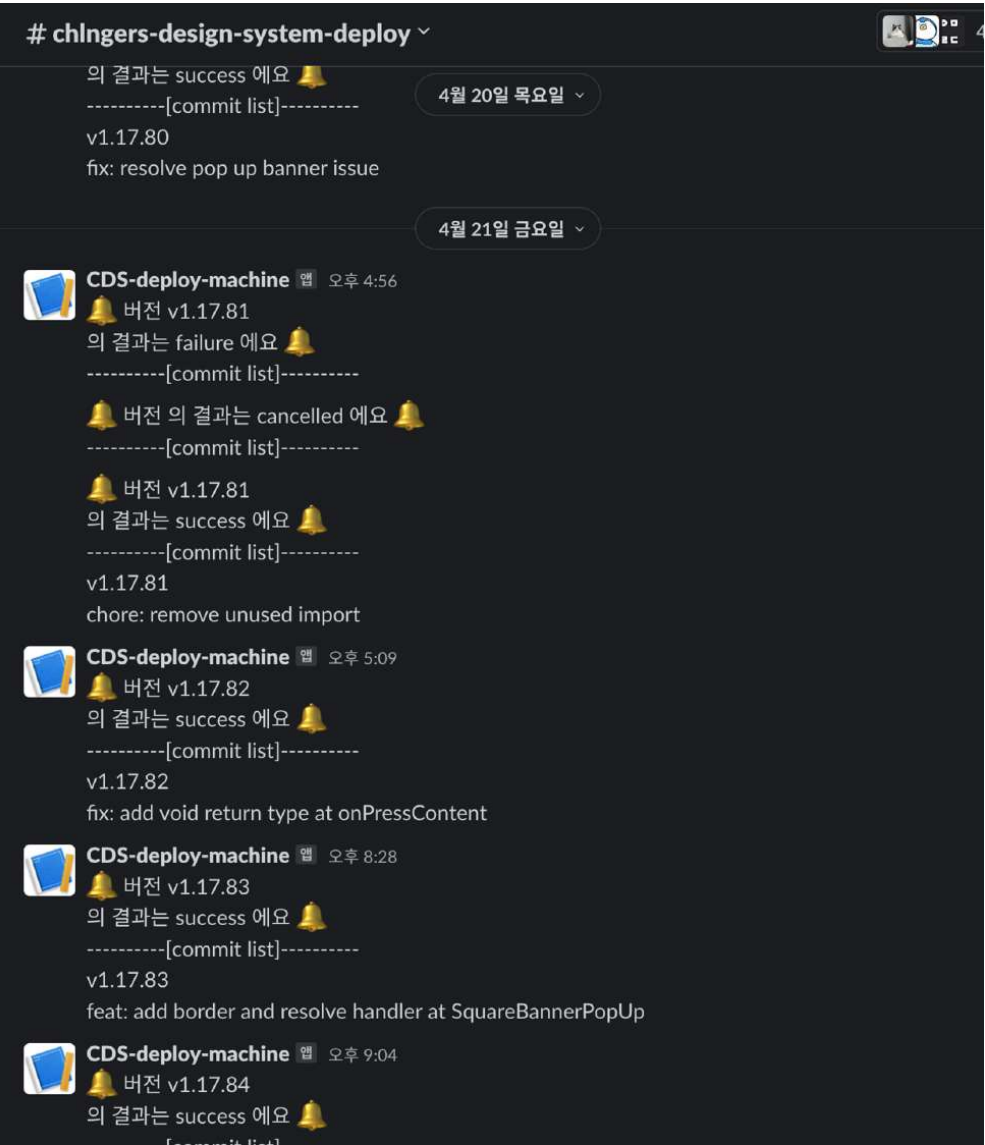 # chlngers-design-system-deploy
4
의 결과는 success 에요
----------[commit list]----------
4월 20일 목요일
v1.17.80
fix: resolve pop up banner issue
4월 21일 금요일
CDS-deploy-machine 앱 오후 4:56
버전 v1.17.81
의 결과는 failure 에요
----------[commit list]----------
버전 의 결과는 cancelled 에요
----------[commit list]----------
버전 v1.17.81
의 결과는 success 에요
----------[commit list]----------
v1.17.81
chore: remove unused import
CDS-deploy-machine 앱 오후 5:09
버전 v1.17.82
의 결과는 success 에요
----------[commit list]----------
v1.17.82
fix: add void return type at onPressContent
CDS-deploy-machine 앱 오후 8:28
버전 v1.17.83
의 결과는 success 에요
----------[commit list]----------
v1.17.83
feat: add border and resolve handler at SquareBannerPopUp
CDS-deploy-machine 앱 오후 9:04
버전 v1.17.84
의 결과는 success 에요
----------[commit list]----------